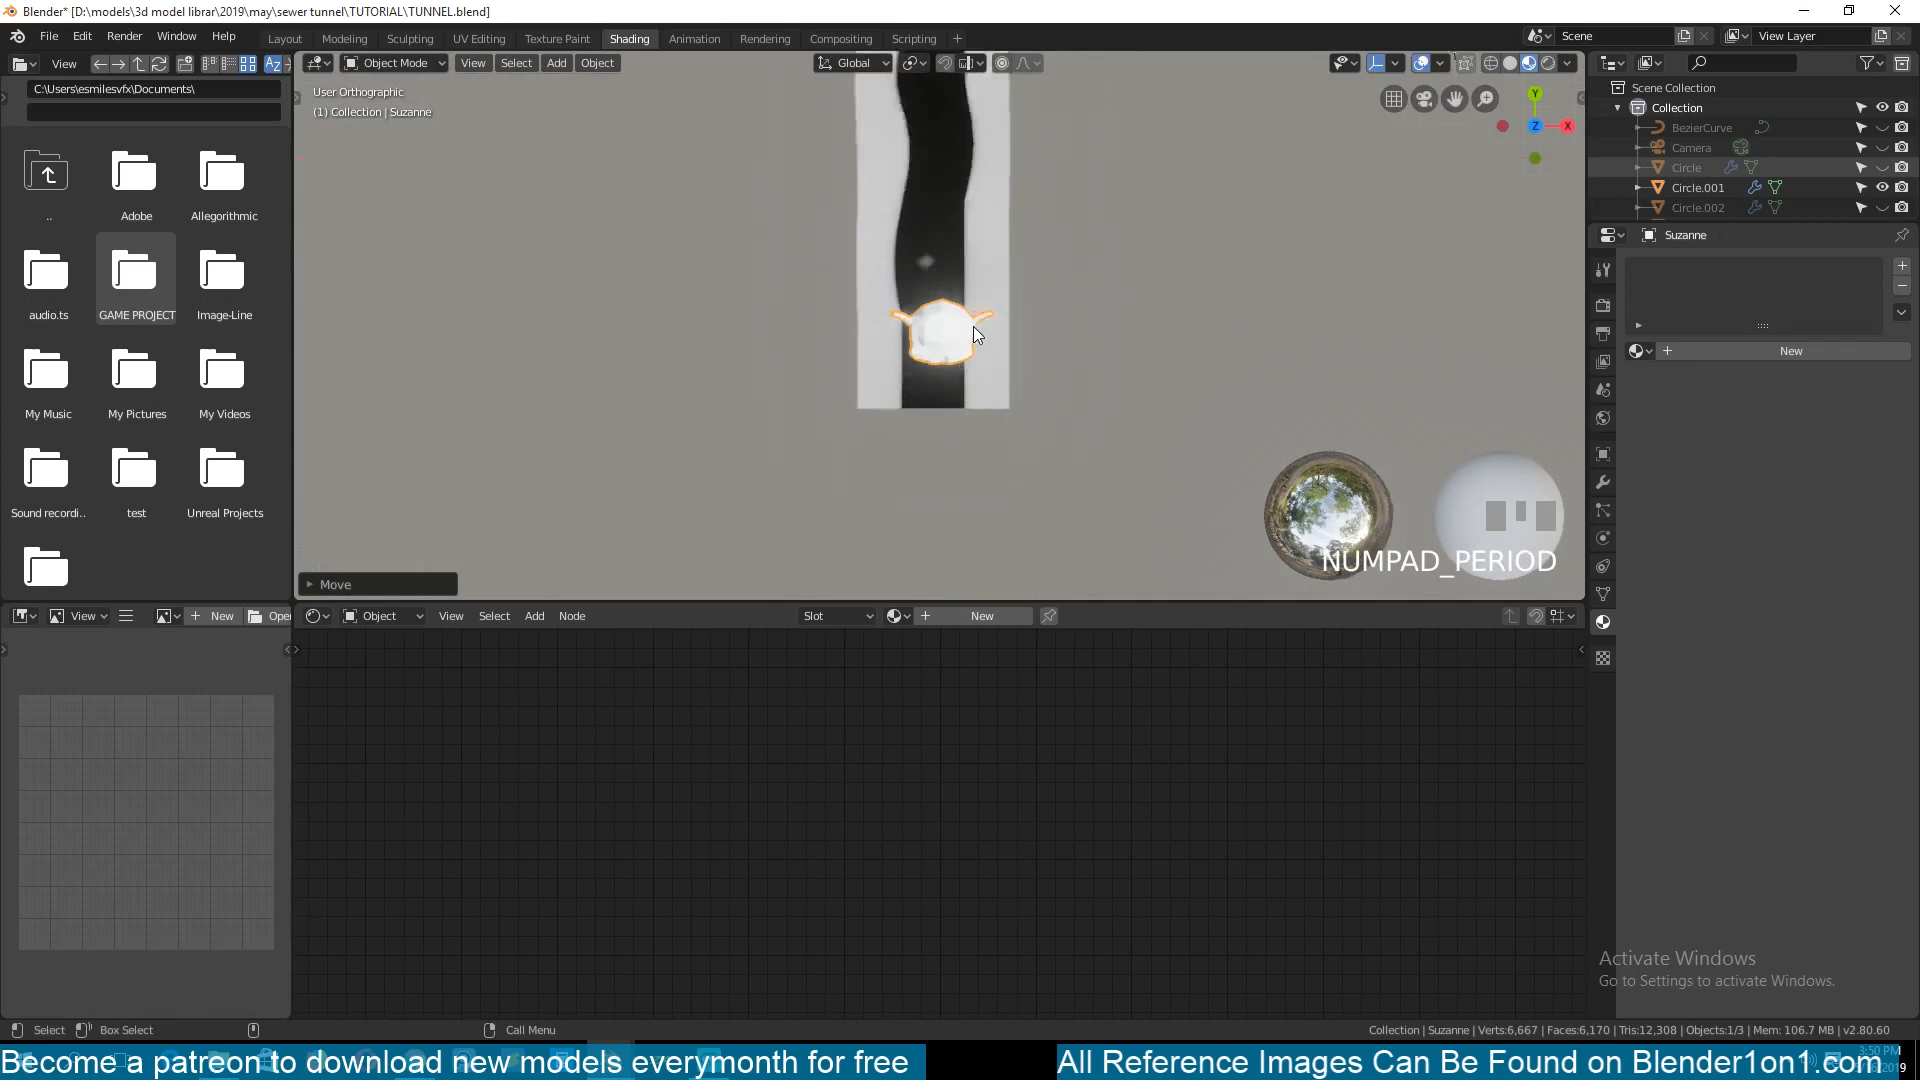 Blender* [D:\models\3d model librar\2019\may\sewer tunnel\TUTORIAL\TUNNEL.blend]
File Edit Render Window Help Layout Modeling Sculpting UV Editing Texture Paint Shading Animation Rendering Compositing Scripting + Scene View Layer
View Object Mode View Select Add Object Global
C:\Users\esmilesvfx\Documents\
User Orthographic
(1) Collection | Suzanne
Y
Z X
Scene Collection
Collection
BezierCurve
Camera
Circle
Circle.001
Circle.002
Suzanne
New
.. Adobe Allegorithmic
audio.ts GAME PROJECT Image-Line
My Music My Pictures My Videos
Sound recordi.. test Unreal Projects
NUMPAD_PERIOD
Move
View New Open Object View Select Add Node Slot New
Activate Windows
Go to Settings to activate Windows.
Select Box Select Call Menu Collection | Suzanne | Verts:6,667 | Faces:6,170 | Tris:12,308 | Objects:1/3 | Mem: 106.7 MB | v2.80.60
3:50 PM
Become a patreon to download new models everymonth for free All Reference Images Can Be Found on Blender1on1.com